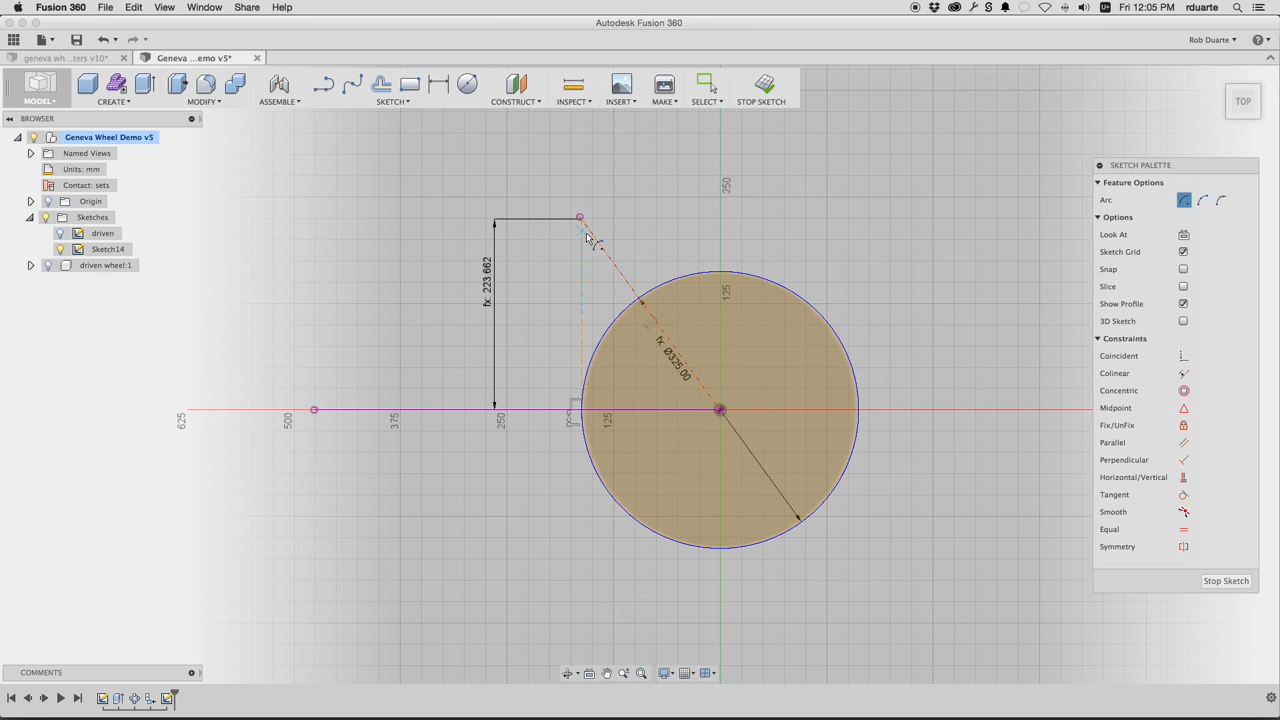 Fusion 360 File Edit View Window Share Help Fri 12:05 PM rduarte
Autodesk Fusion 360
Rob Duarte
geneva wh...ters v10* Geneva ...emo v5*
MODEL CREATE MODIFY ASSEMBLE SKETCH CONSTRUCT INSPECT INSERT MAKE SELECT STOP SKETCH
BROWSER
Geneva Wheel Demo v5
Named Views
Units: mm
Contact: sets
Origin
Sketches
driven
Sketch14
driven wheel:1
TOP
SKETCH PALETTE
Feature Options
Arc
Options
Look At
Sketch Grid
Snap
Slice
Show Profile
3D Sketch
Constraints
Coincident
Colinear
Concentric
Midpoint
Fix/UnFix
Parallel
Perpendicular
Horizontal/Vertical
Tangent
Smooth
Equal
Symmetry
Stop Sketch
250
125
fx: 223.662
fx: Ø325.00
625 500 375 250 125
COMMENTS